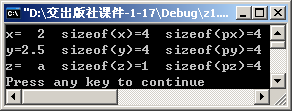 "D:\交出版社课件-1-17\Debug\z1....
x=  2  sizeof(x)=4  sizeof(px)=4
y=2.5  sizeof(y)=4  sizeof(py)=4
z=  a  sizeof(z)=1  sizeof(pz)=4
Press any key to continue